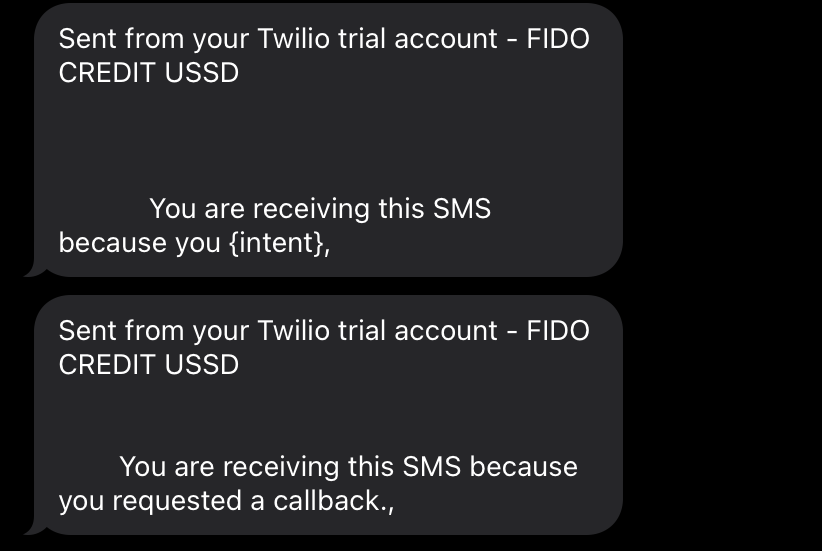 Sent from your Twilio trial account - FIDO
CREDIT USSD
You are receiving this SMS
because you {intent},
Sent from your Twilio trial account - FIDO
CREDIT USSD
You are receiving this SMS because
you requested a callback.,